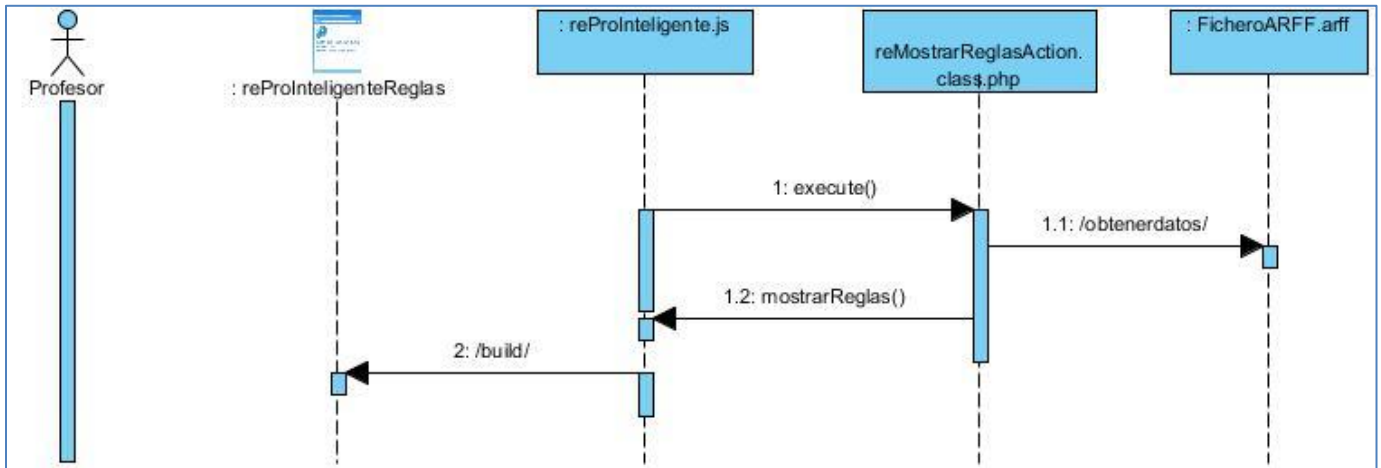 : reProInteligente.js
: FicheroARFF.arff
reMostrarReglasAction.
class.php
Profesor
: reProInteligenteReglas
1: execute()
1.1: /obtenerdatos/
1.2: mostrarReglas()
2: /build/